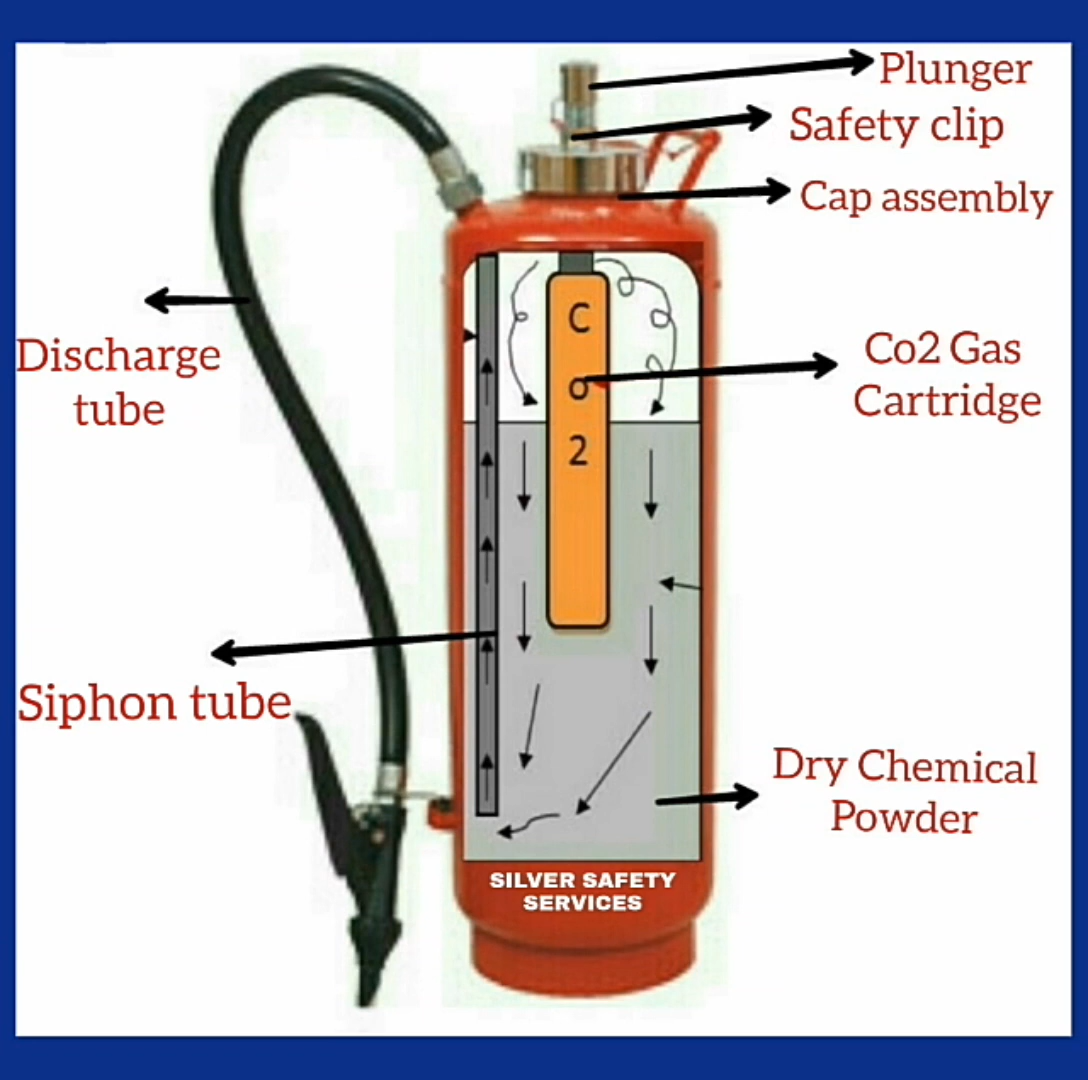 Plunger
Safety clip
Cap assembly
Discharge
tube
C
o
2
Co2 Gas
Cartridge
Siphon tube
Dry Chemical
Powder
SILVER SAFETY
SERVICES